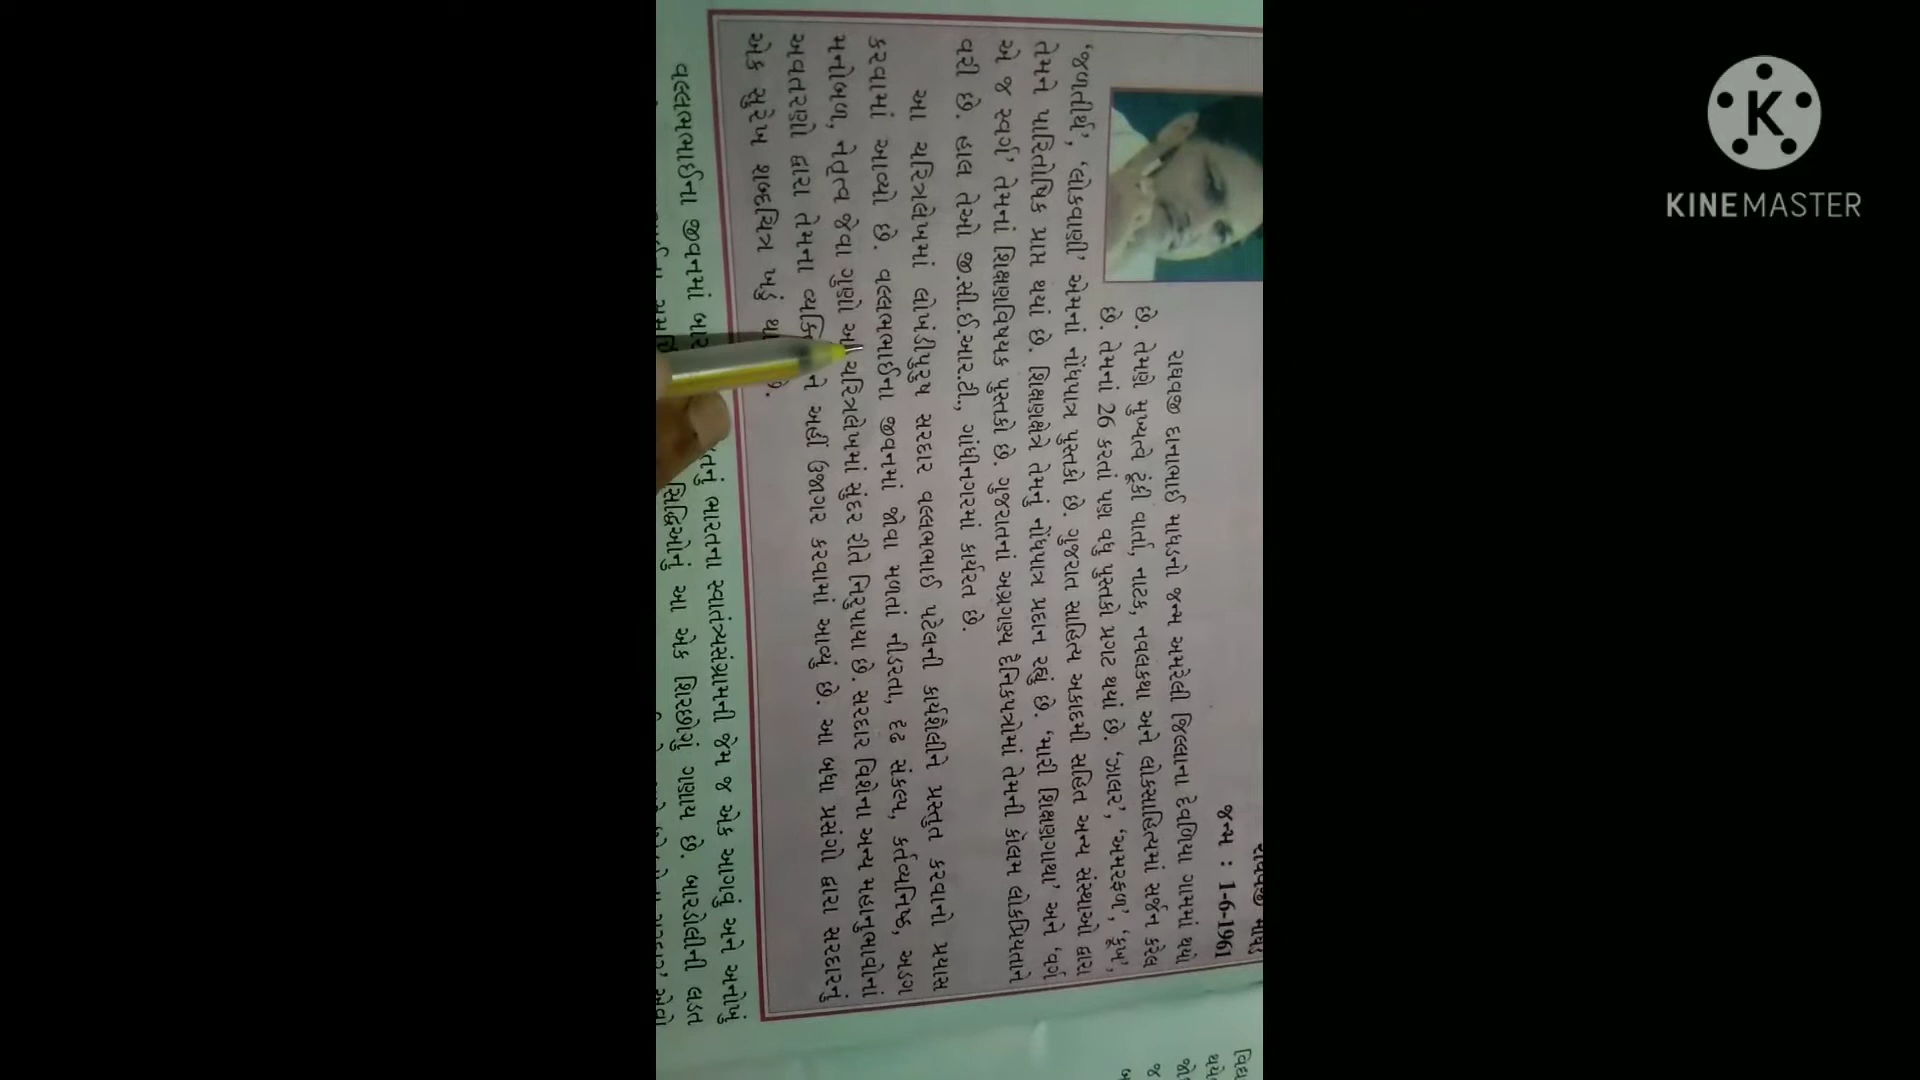 જન્મ : 1-6-1961
રાઘવજી દાનાભાઈ માધડનો જન્મ અમરેલી જિલ્લાના દેવળિયા ગામમાં થયો
છે. તેમણે મુખ્યત્વે ટૂંકી વાર્તા, નાટક, નવલકથા અને લોકસાહિત્યમાં સર્જન કરેલ
છે. તેમનાં 26 કરતાં પણ વધુ પુસ્તકો પ્રગટ થયાં છે. ‘ઝાલર’, ‘અમરફળ’, ‘કૂખ’,
‘જળતીર્થ’, ‘લોકવાણી’ એમનાં નોંધપાત્ર પુસ્તકો છે. ગુજરાત સાહિત્ય અકાદમી સહિત અન્ય સંસ્થાઓ દ્વારા
તેમને પારિતોષિક પ્રાપ્ત થયાં છે. શિક્ષણક્ષેત્રે તેમનું નોંધપાત્ર પ્રદાન રહ્યું છે. ‘મારી શિક્ષણગાથા’ અને ‘વર્ગ
એ જ સ્વર્ગ’ તેમનાં શિક્ષણવિષયક પુસ્તકો છે. ગુજરાતનાં અગ્રગણ્ય દૈનિકપત્રોમાં તેમની કૉલમ લોકપ્રિયતાને
વરી છે. હાલ તેઓ જી.સી.ઈ.આર.ટી., ગાંધીનગરમાં કાર્યરત છે.
આ ચરિત્રલેખમાં લોખંડીપુરુષ સરદાર વલ્લભભાઈ પટેલની કાર્યશૈલીને પ્રસ્તુત કરવાનો પ્રયાસ
કરવામાં આવ્યો છે. વલ્લભભાઈના જીવનમાં જોવા મળતાં નીડરતા, દૃઢ સંકલ્પ, કર્તવ્યનિષ્ઠ, અડગ
મનોબળ, નેતૃત્વ જેવા ગુણો આ ચરિત્રલેખમાં સુંદર રીતે નિરૂપાયા છે. સરદાર વિશેના અન્ય મહાનુભાવોનાં
અવતરણો દ્વારા તેમના અહીં ઉજાગર કરવામાં આવ્યું છે. આ બધા પ્રસંગો દ્વારા સરદારનું
એક સુરેખ શબ્દચિત્ર ખડું છે.
ભારતના સ્વાતંત્ર્યસંગ્રામની જેમ જ એક આગવું અને અનોખું
વલ્લભભાઈના જીવનમાં સિદ્ધિઓનું આ એક શિરછોગું ગણાય છે. બારડોલીની લડત
KINEMASTER